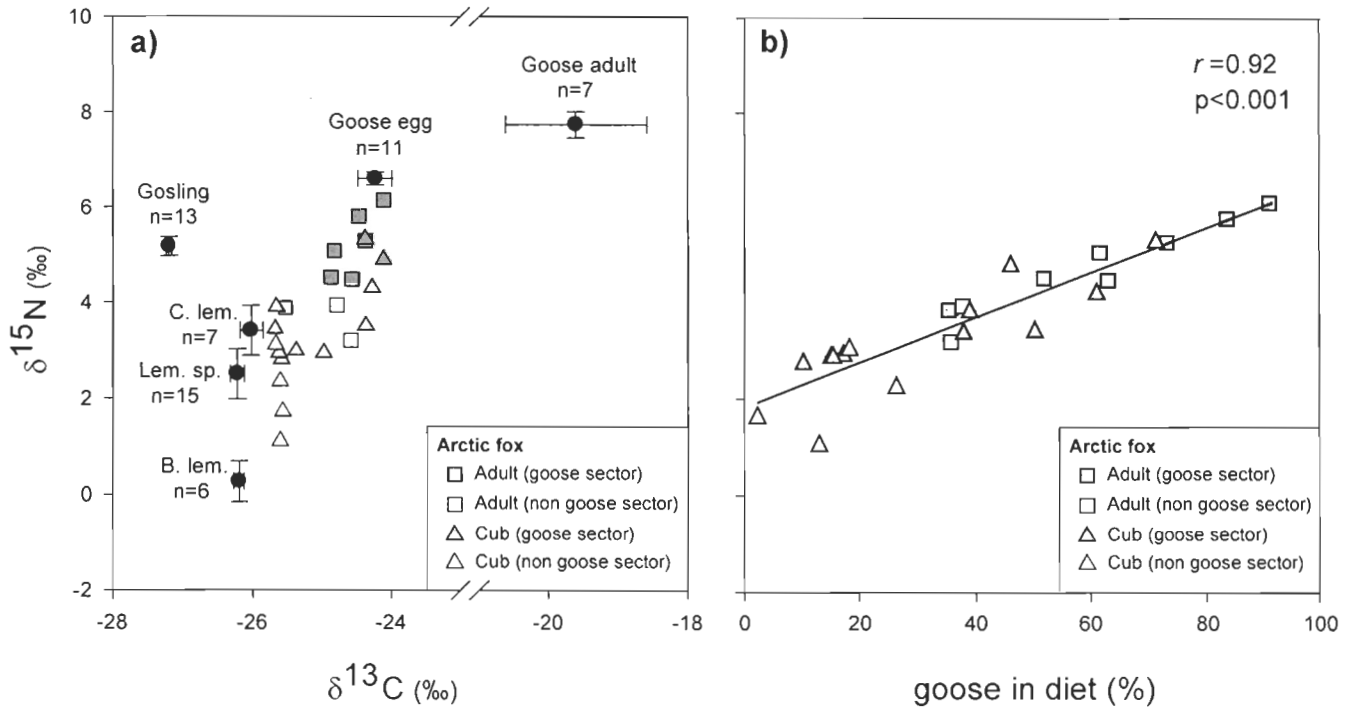 a)
10
8
6
4
2
0
-2
δ15N (‰)
Goose adult
n=7
Goose egg
n=11
Gosling
n=13
C. lem.
n=7
Lem. sp.
n=15
B. lem.
n=6
Arctic fox
Adult (goose sector)
Adult (non goose sector)
Cub (goose sector)
Cub (non goose sector)
-28
-26
-24
-20
-18
δ13C (‰)
b)
r =0.92
p<0.001
Arctic fox
Adult (goose sector)
Adult (non goose sector)
Cub (goose sector)
Cub (non goose sector)
0
20
40
60
80
100
goose in diet (%)